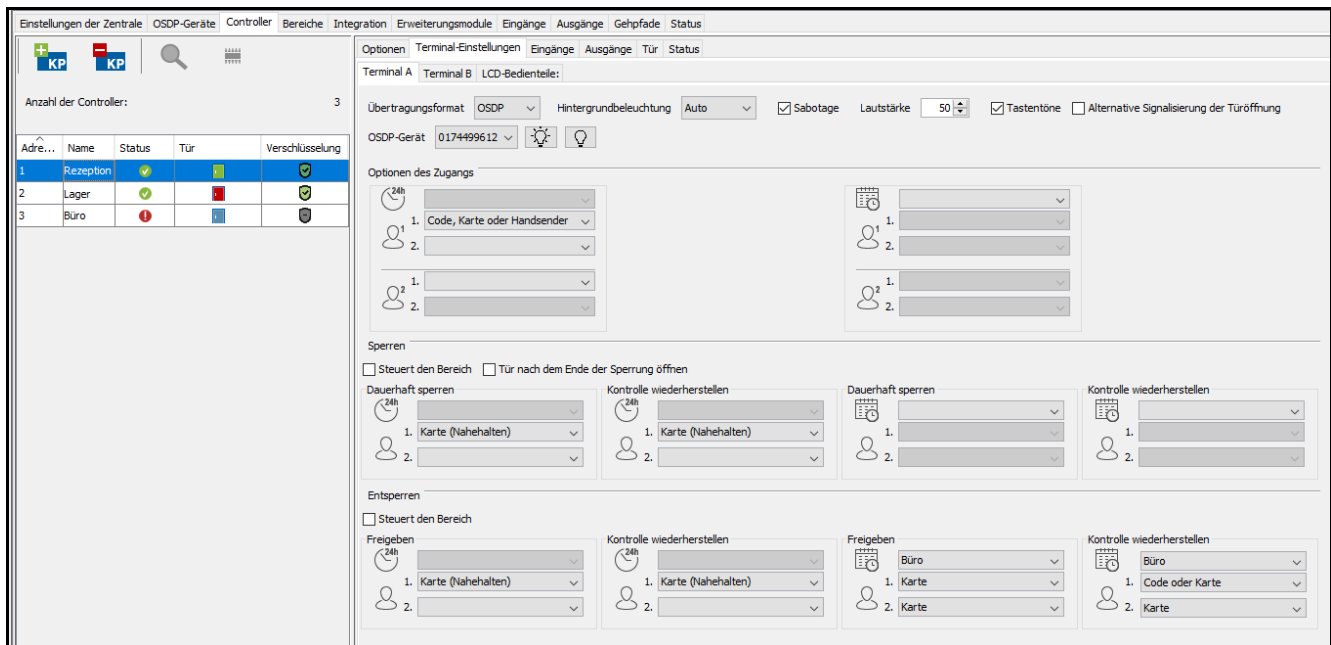 Einstellungen der Zentrale OSDP-Geräte Controller Bereiche Integration Erweiterungsmodule Eingänge Ausgänge Gehpfade Status
KP KP
Anzahl der Controller: 3
Adre... Name Status Tür Verschlüsselung
1 Rezeption
2 Lager
3 Büro
Optionen Terminal-Einstellungen Eingänge Ausgänge Tür Status
Terminal A Terminal B LCD-Bedienteile:
Übertragungsformat OSDP Hintergrundbeleuchtung Auto Sabotage Lautstärke 50 Tastentöne Alternative Signalisierung der Türöffnung
OSDP-Gerät 0174499612
Optionen des Zugangs
24h
1 1. Code, Karte oder Handsender 1 1.
2. 2.
2 1. 2 1.
2. 2.
Sperren
Steuert den Bereich Tür nach dem Ende der Sperrung öffnen
Dauerhaft sperren Kontrolle wiederherstellen Dauerhaft sperren Kontrolle wiederherstellen
24h 24h
1. Karte (Nahehalten) 1. Karte (Nahehalten) 1. 1.
2. 2. 2. 2.
Entsperren
Steuert den Bereich
Freigeben Kontrolle wiederherstellen Freigeben Kontrolle wiederherstellen
24h 24h Büro Büro
1. Karte (Nahehalten) 1. Karte (Nahehalten) 1. Karte 1. Code oder Karte
2. 2. 2. Karte 2. Karte